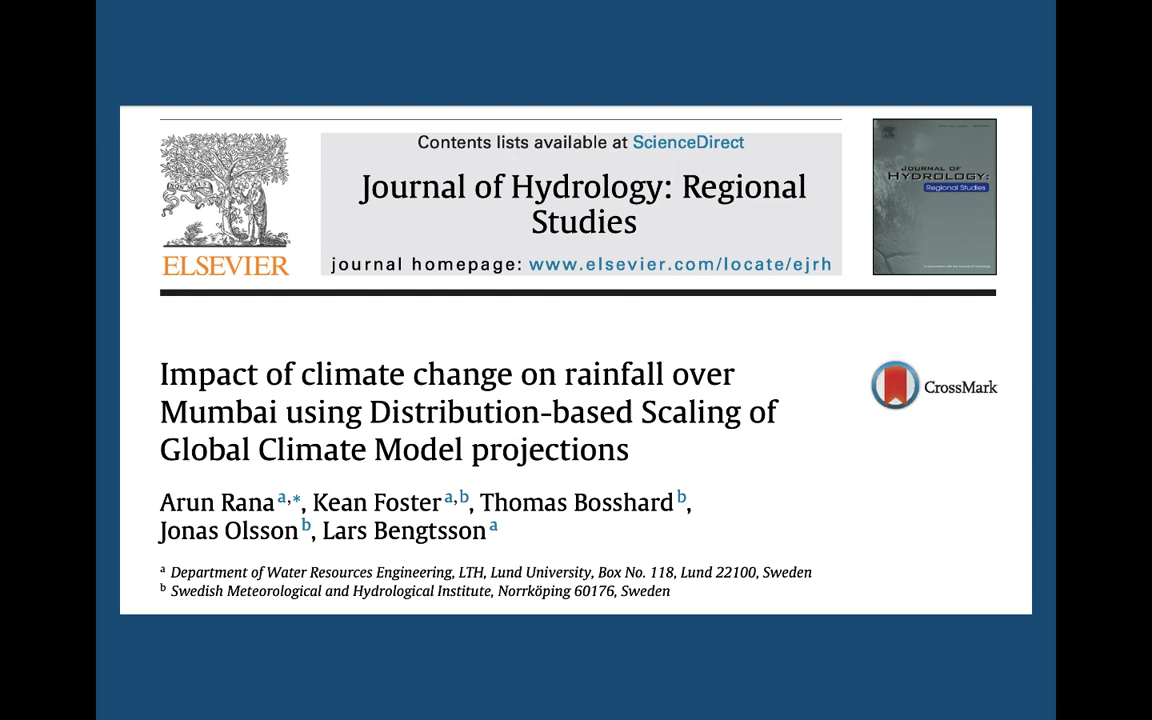 Contents lists available at ScienceDirect
Journal of Hydrology: Regional
Studies
journal homepage: www.elsevier.com/locate/ejrh
ELSEVIER
JOURNAL OF
HYDROLOGY:
Regional Studies
Impact of climate change on rainfall over
Mumbai using Distribution-based Scaling of
Global Climate Model projections
CrossMark
Arun Rana a,*, Kean Foster a,b, Thomas Bosshard b,
Jonas Olsson b, Lars Bengtsson a
a Department of Water Resources Engineering, LTH, Lund University, Box No. 118, Lund 22100, Sweden
b Swedish Meteorological and Hydrological Institute, Norrköping 60176, Sweden